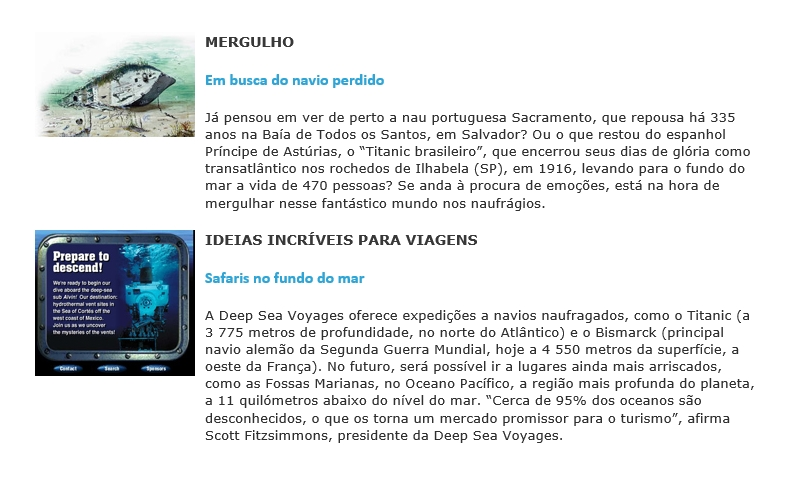 MERGULHO
Em busca do navio perdido
Já pensou em ver de perto a nau portuguesa Sacramento, que repousa há 335
anos na Baía de Todos os Santos, em Salvador? Ou o que restou do espanhol
Príncipe de Astúrias, o “Titanic brasileiro”, que encerrou seus dias de glória como
transatlântico nos rochedos de Ilhabela (SP), em 1916, levando para o fundo do
mar a vida de 470 pessoas? Se anda à procura de emoções, está na hora de
mergulhar nesse fantástico mundo nos naufrágios.
Prepare to
descend!
We're ready to begin our
dive aboard the deep-sea
sub Alvin! Our destination:
hydrothermal vent sites in
the Sea of Cortés off the
west coast of Mexico.
Join us as we uncover
the mysteries of the vents!
Contact Search Sponsors
IDEIAS INCRÍVEIS PARA VIAGENS
Safaris no fundo do mar
A Deep Sea Voyages oferece expedições a navios naufragados, como o Titanic (a
3 775 metros de profundidade, no norte do Atlântico) e o Bismarck (principal
navio alemão da Segunda Guerra Mundial, hoje a 4 550 metros da superfície, a
oeste da França). No futuro, será possível ir a lugares ainda mais arriscados,
como as Fossas Marianas, no Oceano Pacífico, a região mais profunda do planeta,
a 11 quilómetros abaixo do nível do mar. “Cerca de 95% dos oceanos são
desconhecidos, o que os torna um mercado promissor para o turismo”, afirma
Scott Fitzsimmons, presidente da Deep Sea Voyages.